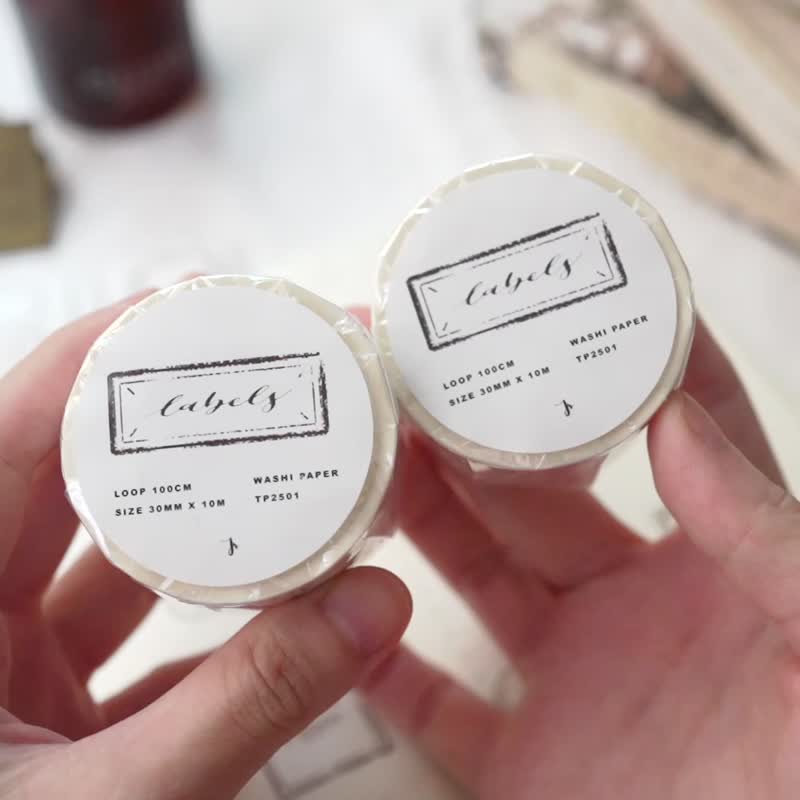 labels
LOOP 100CM
SIZE 30MM X 10M
WASHI PAPER
TP2501
labels
LOOP 100CM
SIZE 30MM X 10M
WASHI PAPER
TP2501